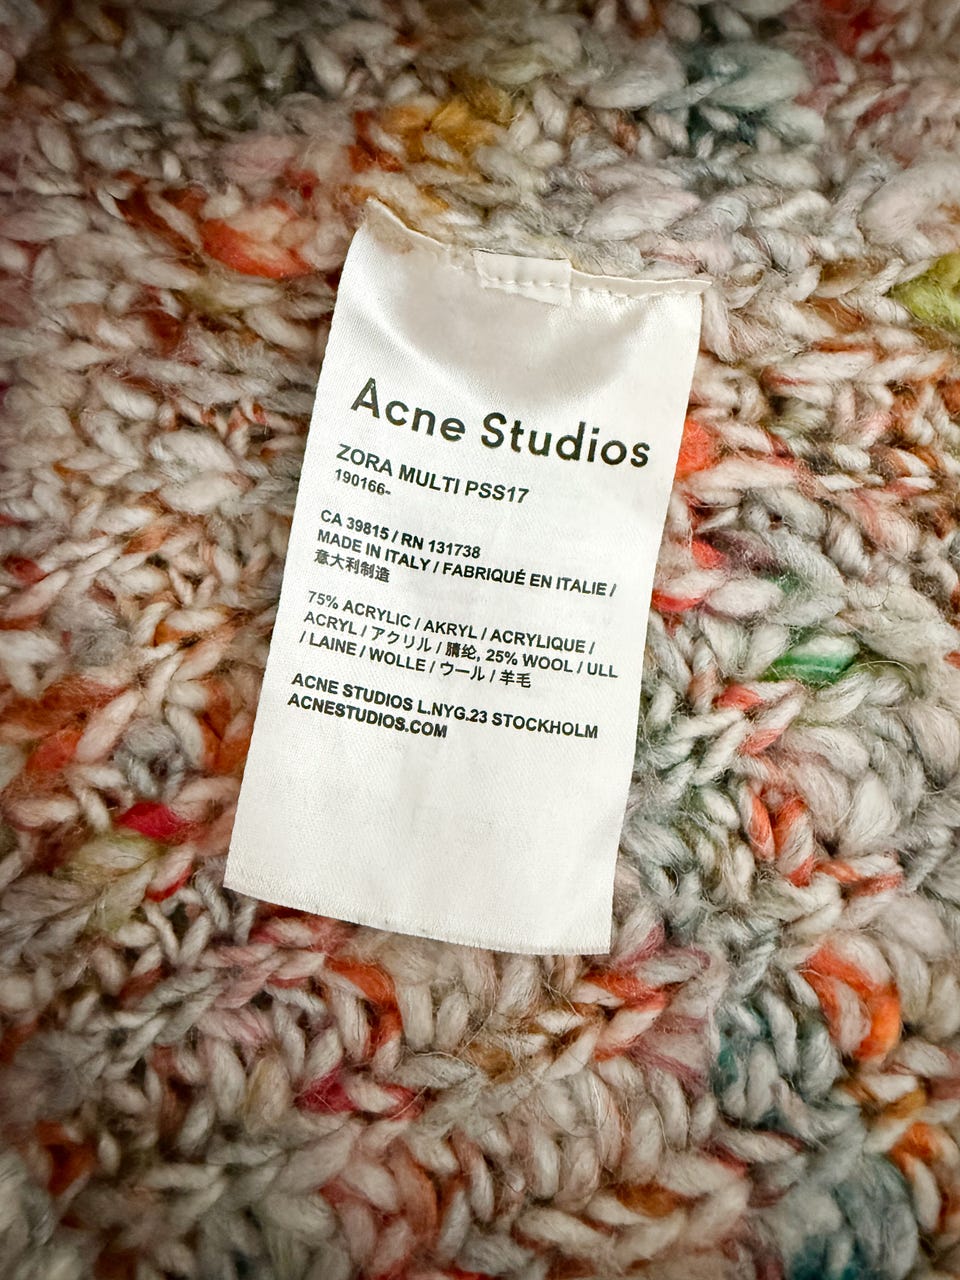 Acne Studios
ZORA MULTI PSS17
190166-
CA 39815 / RN 131738
MADE IN ITALY / FABRIQUÉ EN ITALIE /
意大利制造
75% ACRYLIC / AKRYL / ACRYLIQUE /
ACRYL / アクリル / 腈纶, 25% WOOL / ULL
/ LAINE / WOLLE / ウール / 羊毛
ACNE STUDIOS L.NYG.23 STOCKHOLM
ACNESTUDIOS.COM